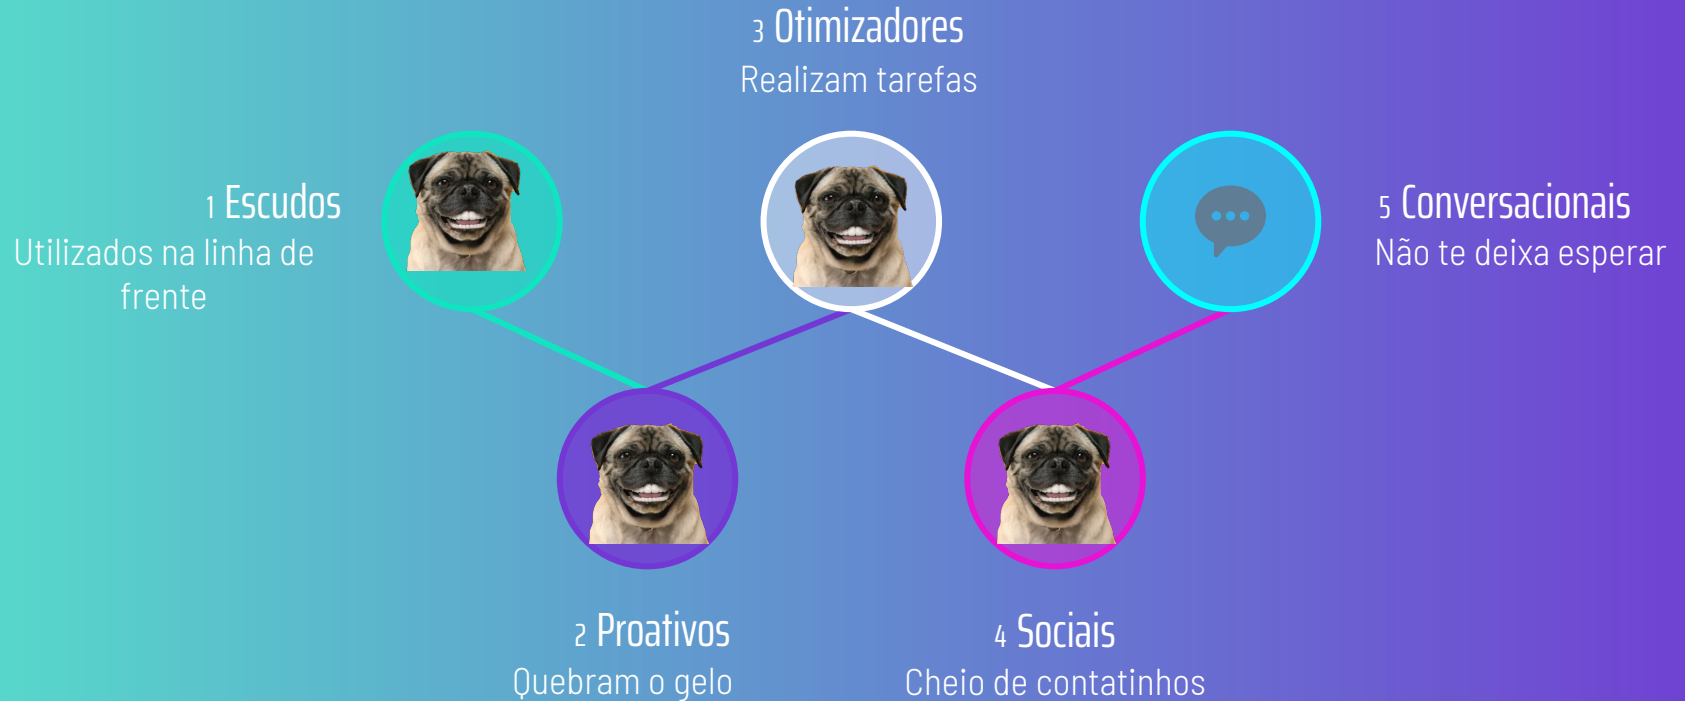 3 Otimizadores
Realizam tarefas
1 Escudos
Utilizados na linha de
frente
5 Conversacionais
Não te deixa esperar
2 Proativos
Quebram o gelo
4 Sociais
Cheio de contatinhos